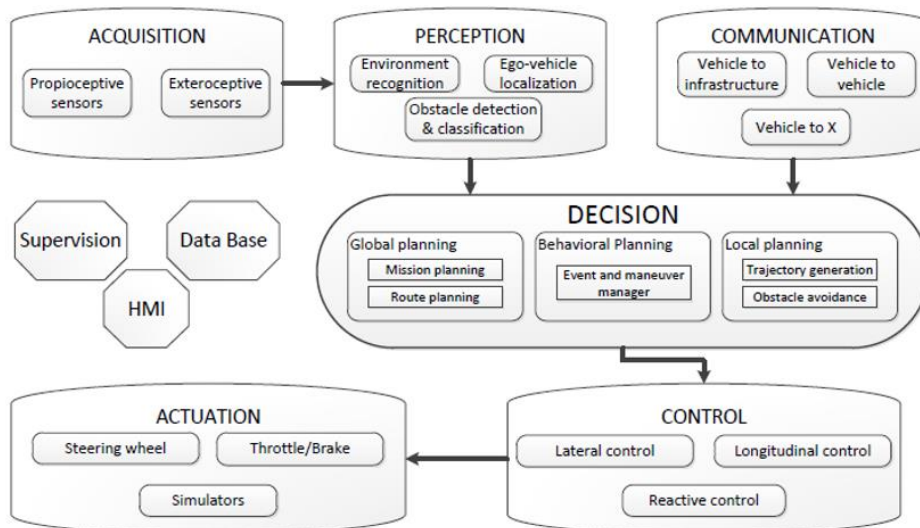 ACQUISITION
Propioceptive
sensors
Exteroceptive
sensors
PERCEPTION
Environment
recognition
Ego-vehicle
localization
Obstacle detection
& classification
COMMUNICATION
Vehicle to
infrastructure
Vehicle to
vehicle
Vehicle to X
Supervision
Data Base
HMI
DECISION
Global planning
Mission planning
Route planning
Behavioral Planning
Event and maneuver
manager
Local planning
Trajectory generation
Obstacle avoidance
ACTUATION
Steering wheel
Throttle/Brake
Simulators
CONTROL
Lateral control
Longitudinal control
Reactive control